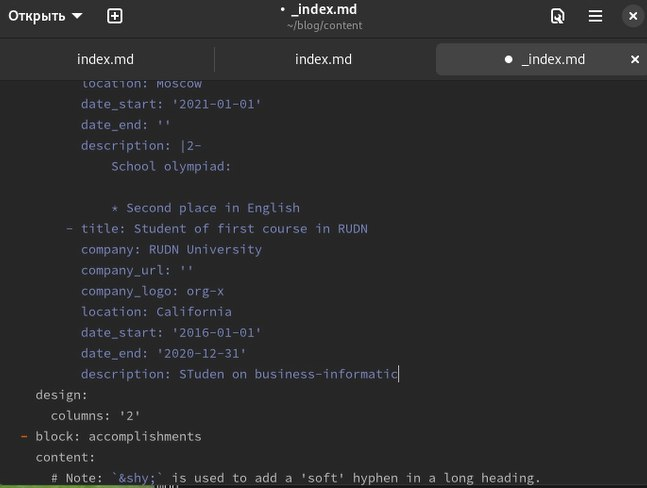 Открыть
• _index.md
~/blog/content
index.md
index.md
_index.md
location: Moscow
date_start: '2021-01-01'
date_end: ''
description: |2-
School olympiad:
* Second place in English
- title: Student of first course in RUDN
company: RUDN University
company_url: ''
company_logo: org-x
location: California
date_start: '2016-01-01'
date_end: '2020-12-31'
description: STuden on business-informatic
design:
columns: '2'
- block: accomplishments
content:
# Note: `&shy;` is used to add a 'soft' hyphen in a long heading.